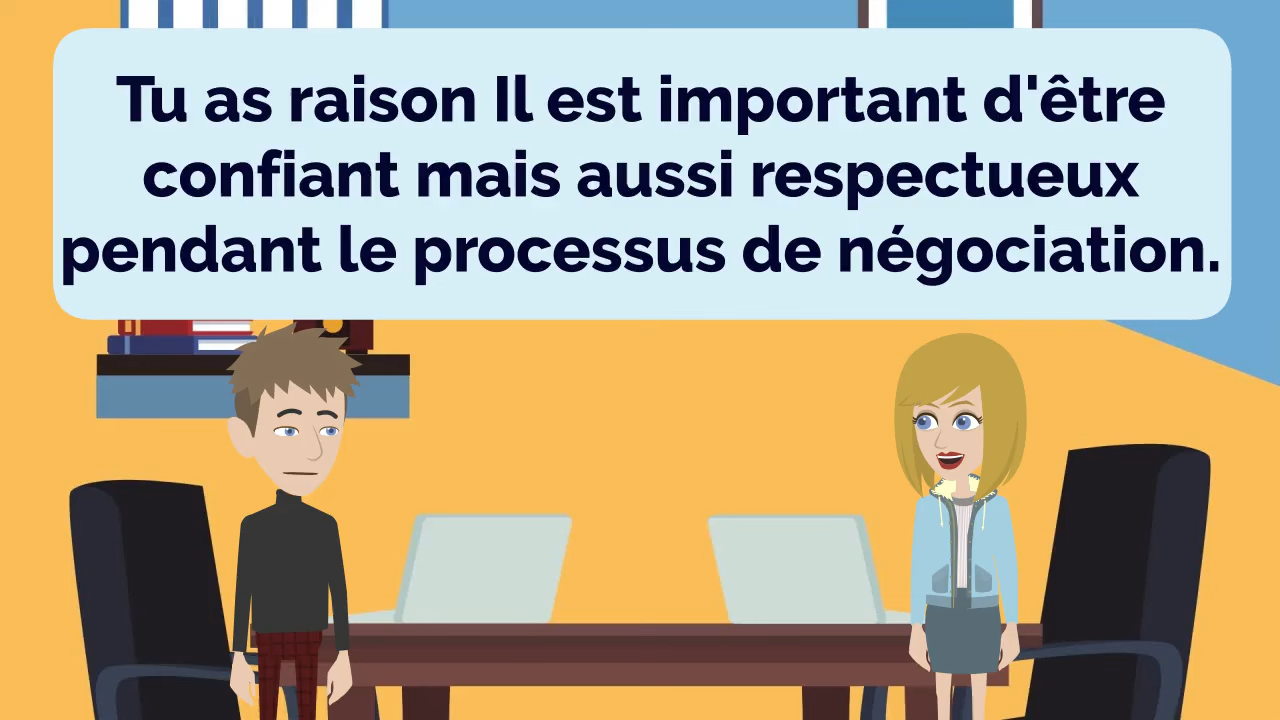 Tu as raison Il est important d'être
confiant mais aussi respectueux
pendant le processus de négociation.